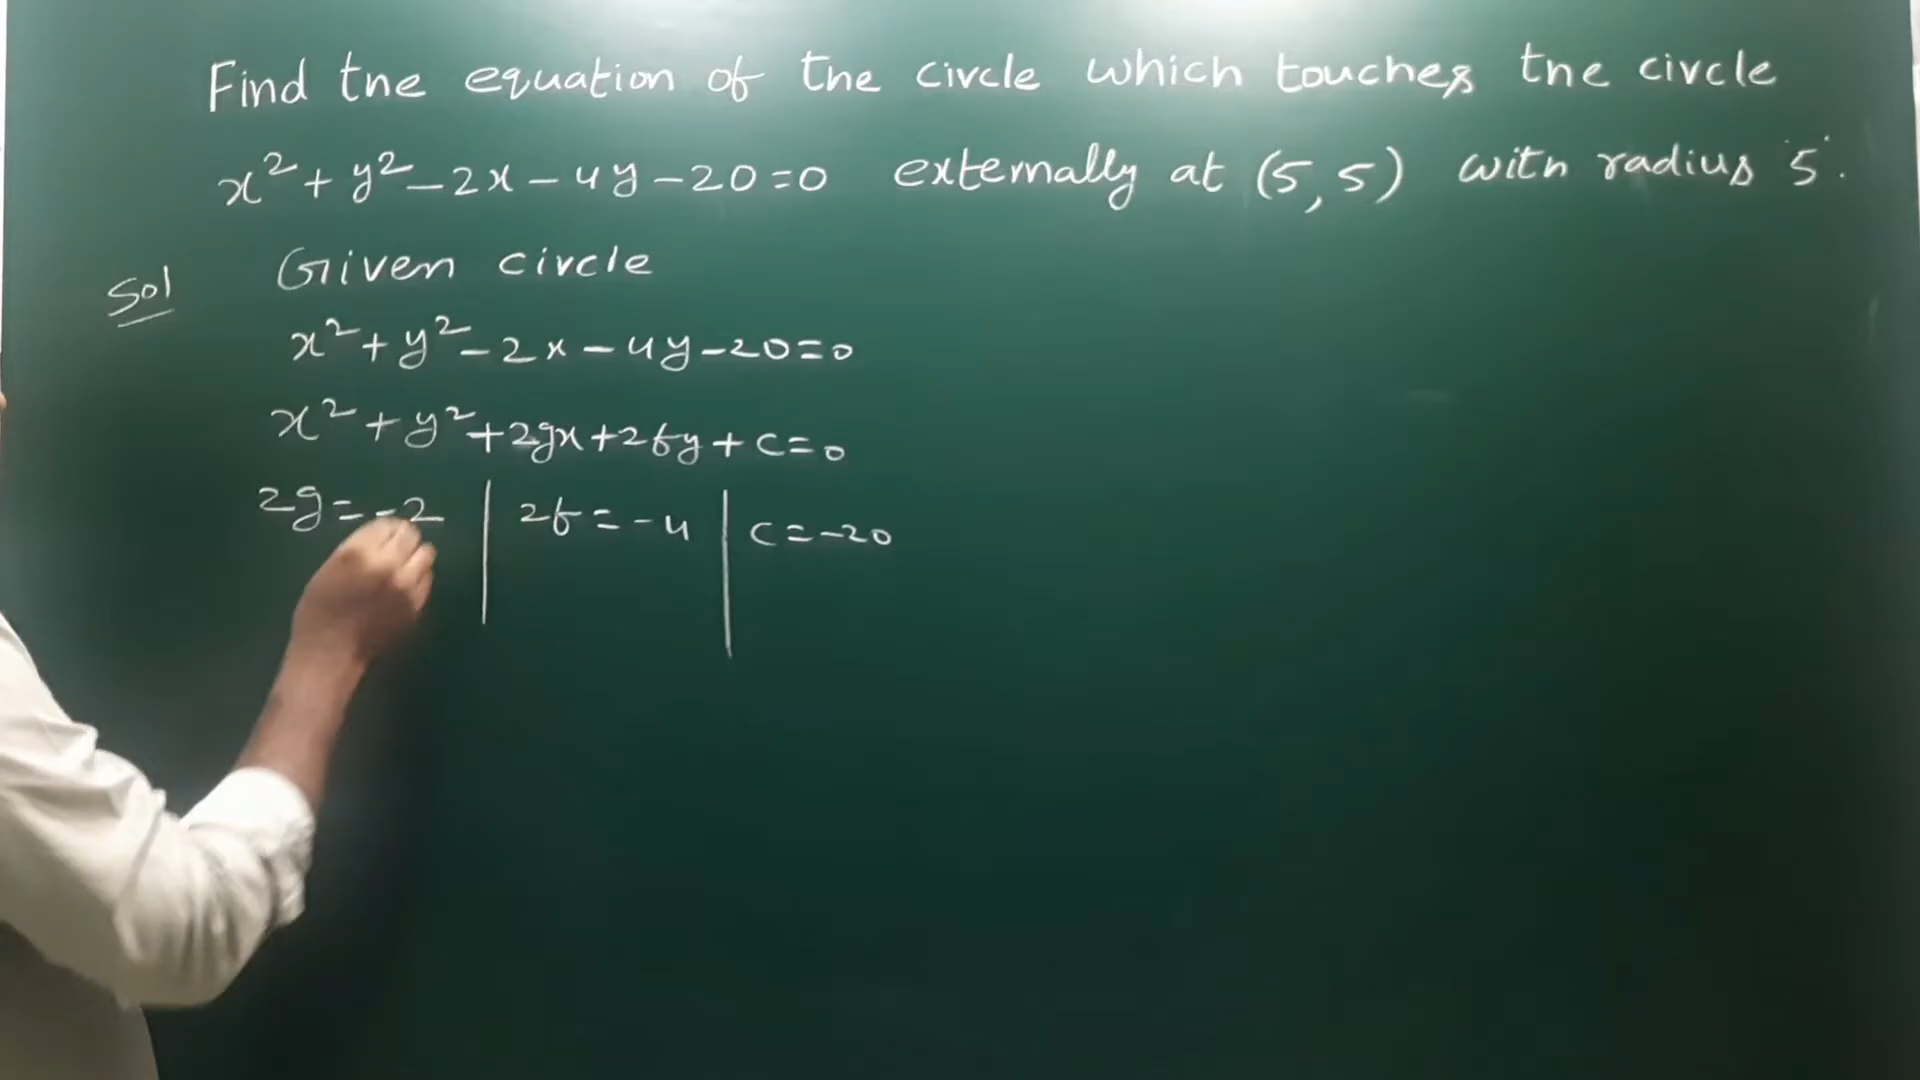 Find the equation of the circle which touches the circle
x²+y²-2x-4y-20=0 externally at (5,5) with radius 5.
Sol Given circle
x²+y²-2x-4y-20=0
x²+y²+2gx+2fy+c=0
2g=-2 | 2f=-4 | c=-20